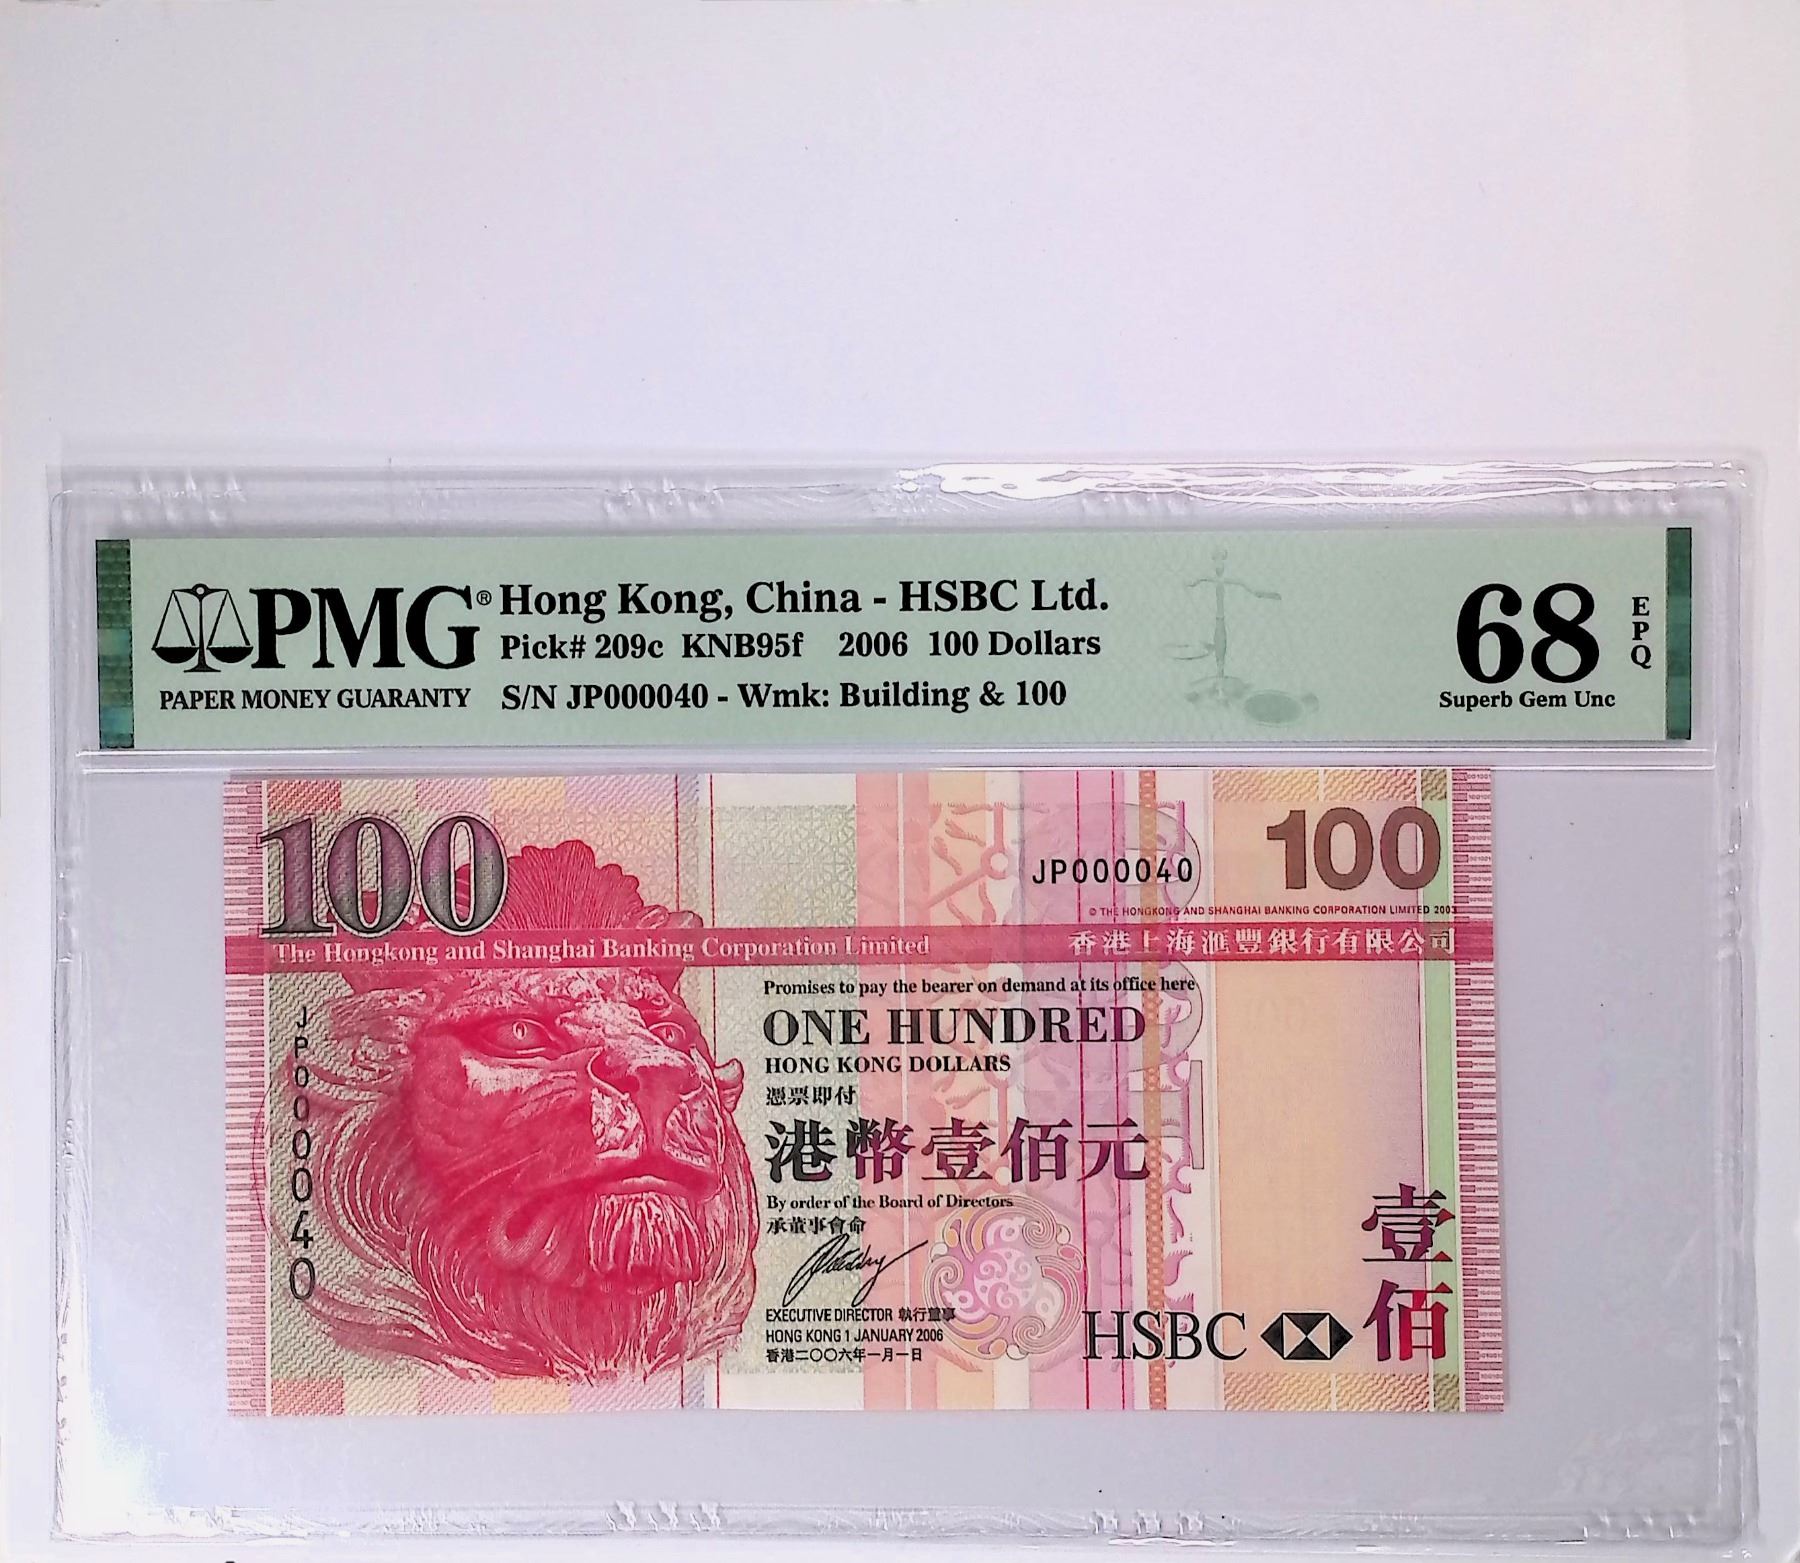 PMG® Hong Kong, China - HSBC Ltd.
Pick# 209c KNB95f 2006 100 Dollars
PAPER MONEY GUARANTY S/N JP000040 - Wmk: Building & 100
68 EPQ
Superb Gem Unc
100
100
JP000040
© THE HONGKONG AND SHANGHAI BANKING CORPORATION LIMITED 2003
The Hongkong and Shanghai Banking Corporation Limited 香港上海滙豐銀行有限公司
Promises to pay the bearer on demand at its office here
ONE HUNDRED
HONG KONG DOLLARS
憑票即付
港幣壹佰元
By order of the Board of Directors
承董事會命
EXECUTIVE DIRECTOR 執行董事
HONG KONG 1 JANUARY 2006
香港二〇〇六年一月一日
JP000040
HSBC
壹佰